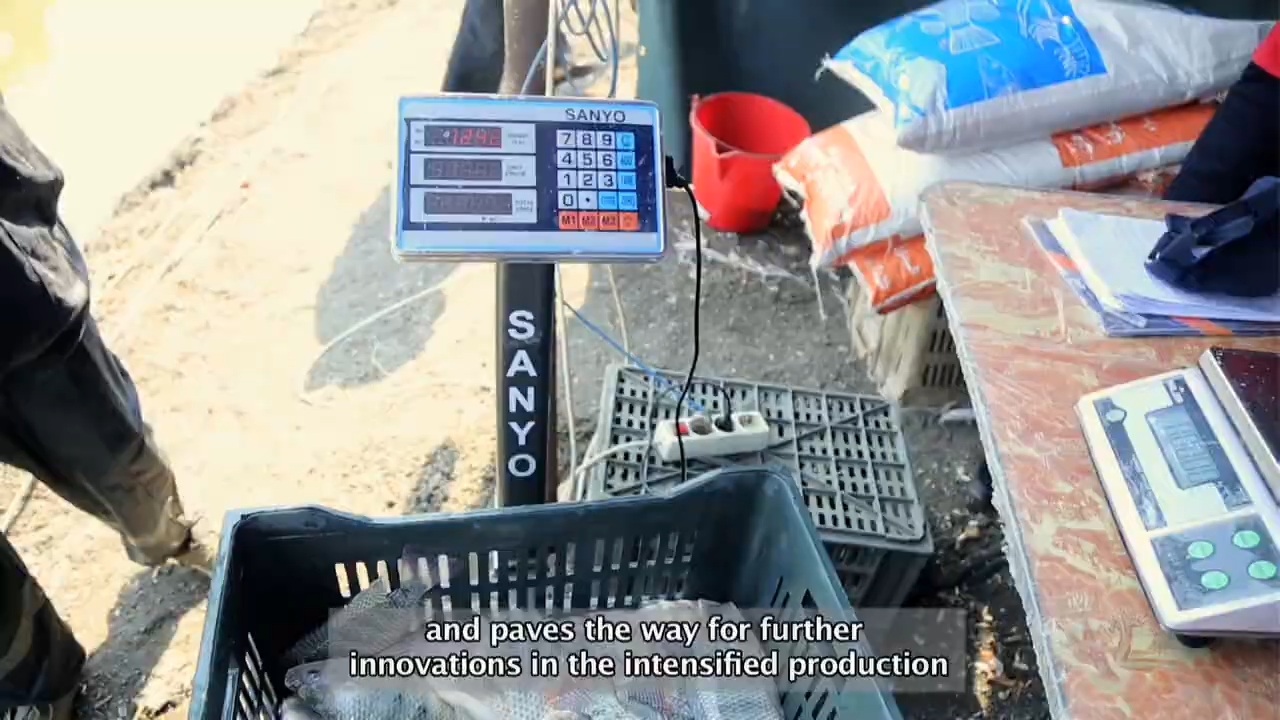 SANYO
7 8 9
4 5 6
1 2 3
0 .
M1 M2 M3
SANYO
and paves the way for further
innovations in the intensified production